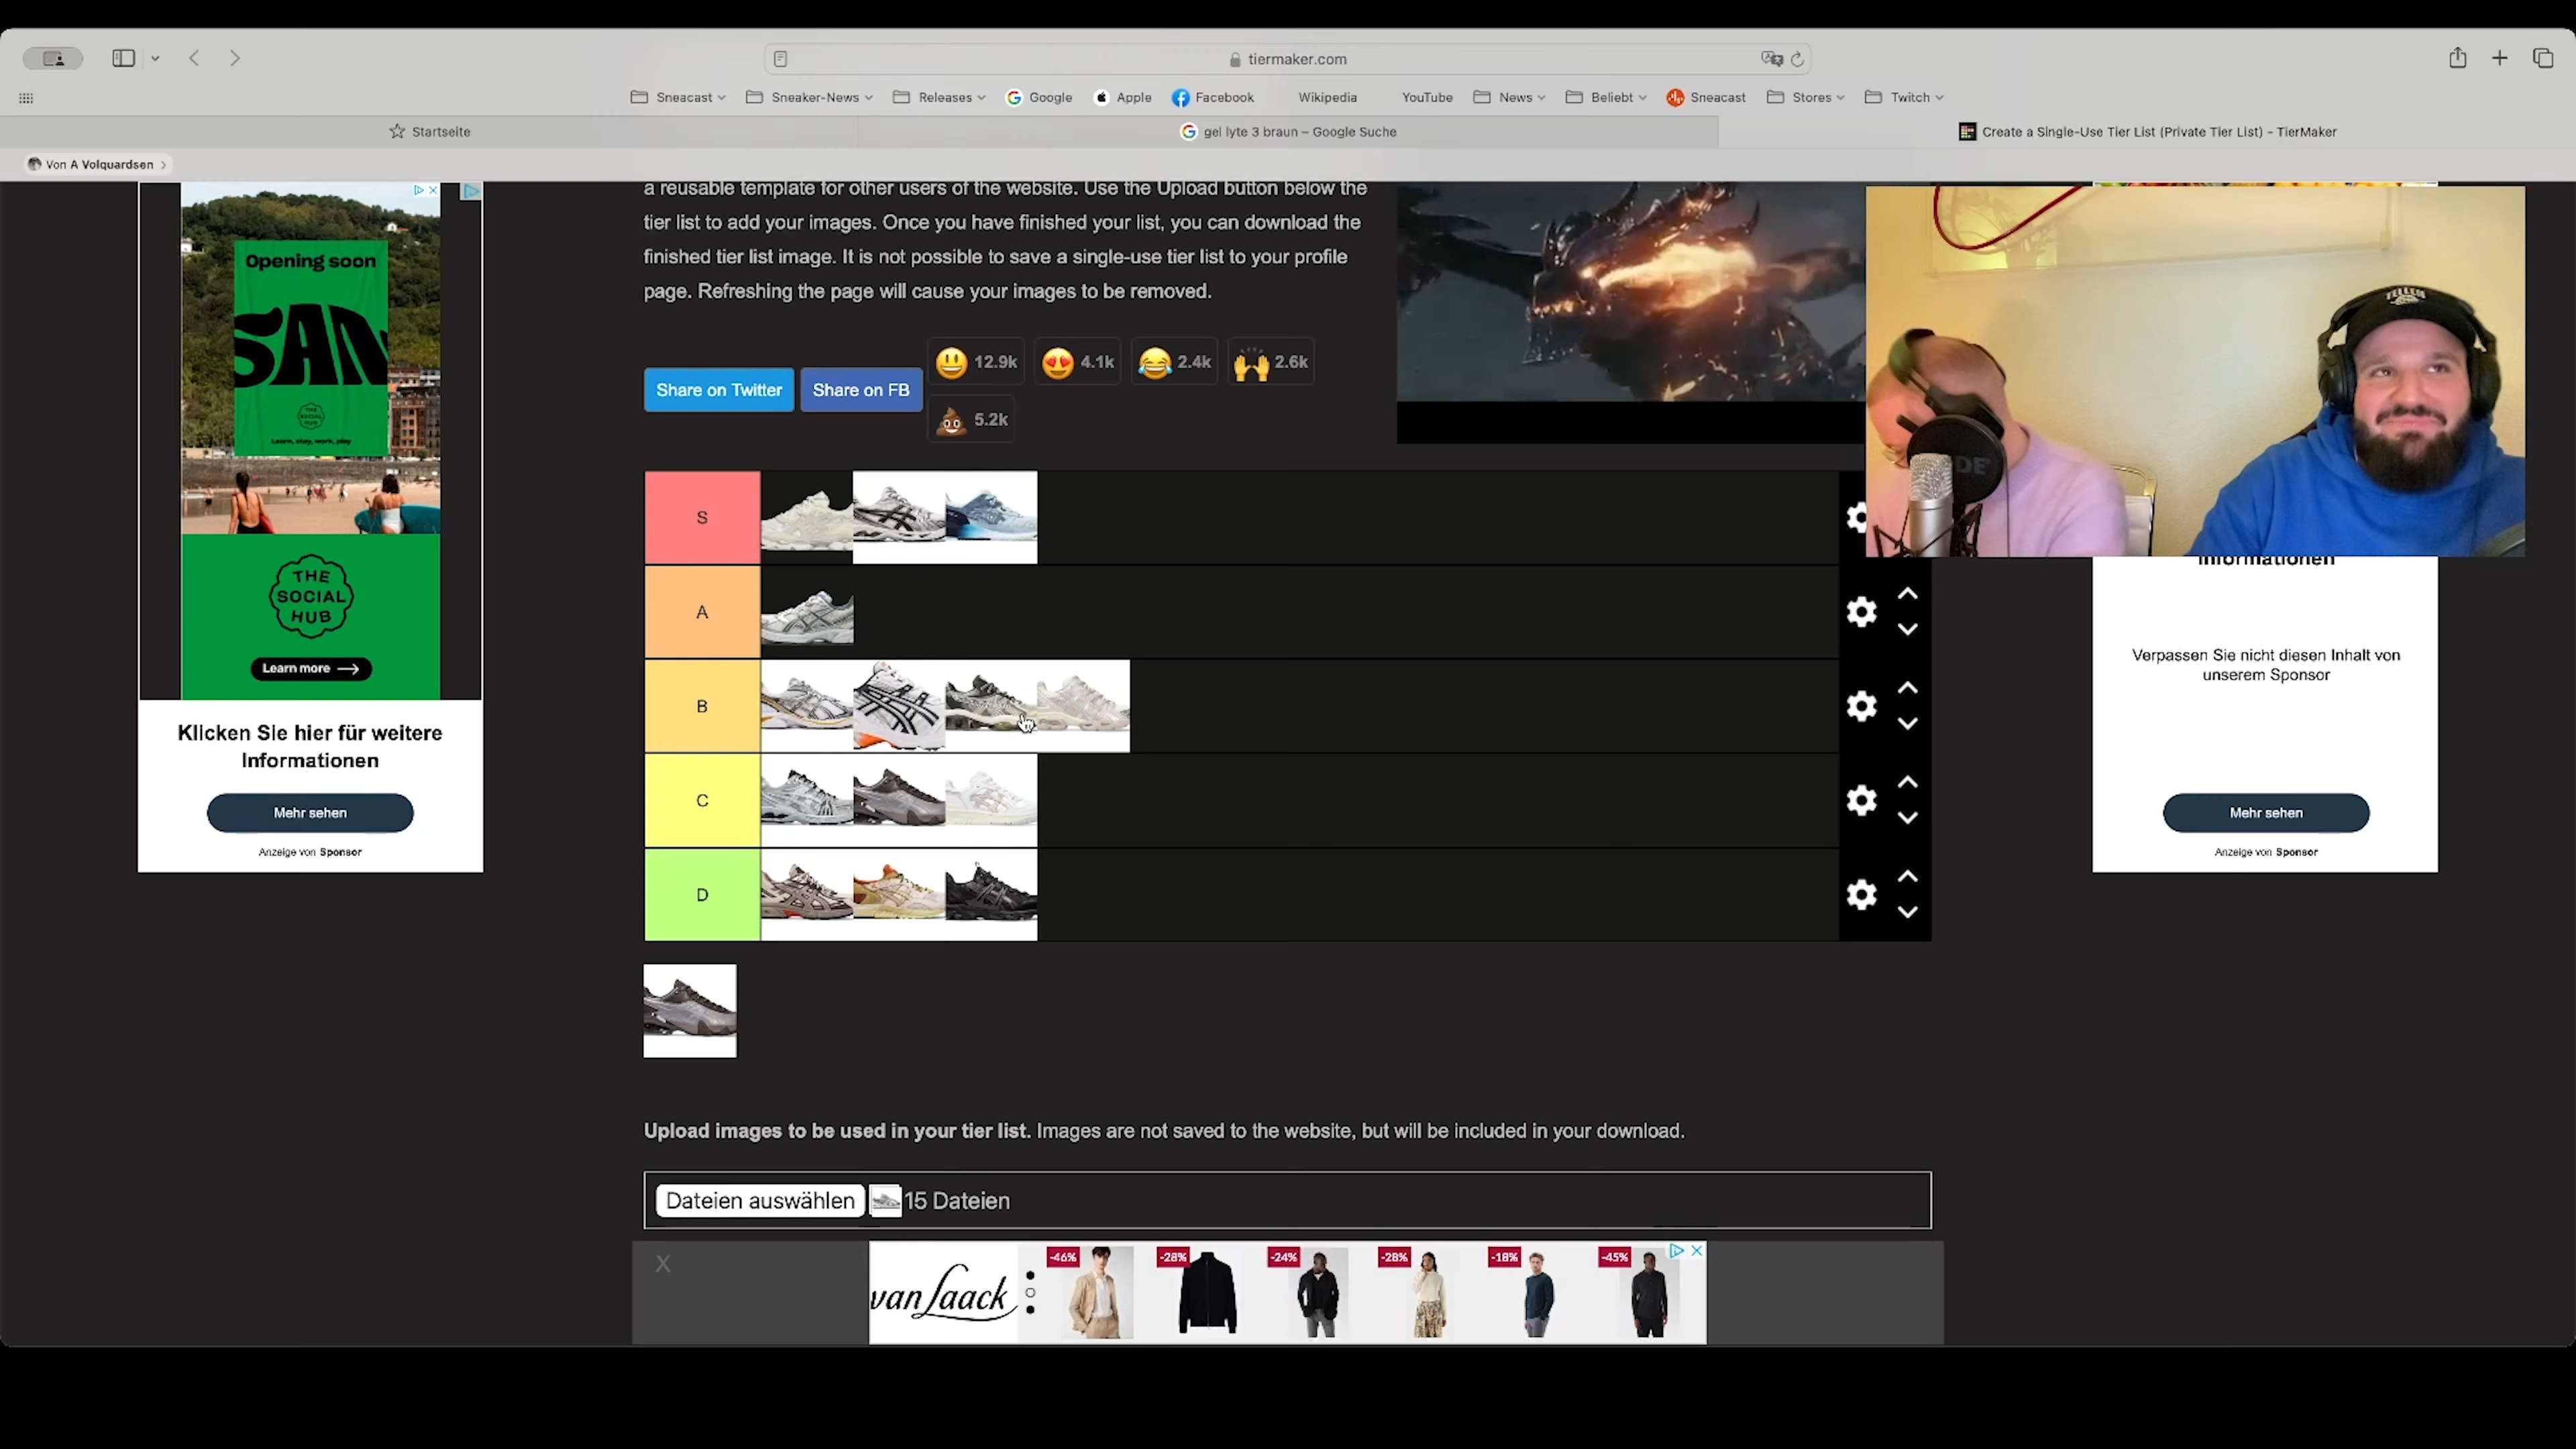 tiermaker.com
Sneacast
Sneaker-News
Releases
Google
Apple
Facebook
Wikipedia
YouTube
News
Beliebt
Sneacast
Stores
Twitch
Startseite
gel lyte 3 braun – Google Suche
Create a Single-Use Tier List (Private Tier List) - TierMaker
Von A Volquardsen
a reusable template for other users of the website. Use the Upload button below the
tier list to add your images. Once you have finished your list, you can download the
finished tier list image. It is not possible to save a single-use tier list to your profile
page. Refreshing the page will cause your images to be removed.
12.9k
4.1k
2.4k
2.6k
Share on Twitter
Share on FB
5.2k
Opening soon
SAN
THE
SOCIAL
HUB
Learn, stay, work, play
THE
SOCIAL
HUB
Learn more
Klicken Sie hier für weitere
Informationen
Mehr sehen
Anzeige von Sponsor
S
A
B
C
D
Informationen
Verpassen Sie nicht diesen Inhalt von
unserem Sponsor
Mehr sehen
Anzeige von Sponsor
Upload images to be used in your tier list. Images are not saved to the website, but will be included in your download.
Dateien auswählen
15 Dateien
X
van Laack
-46%
-28%
-24%
-28%
-18%
-45%